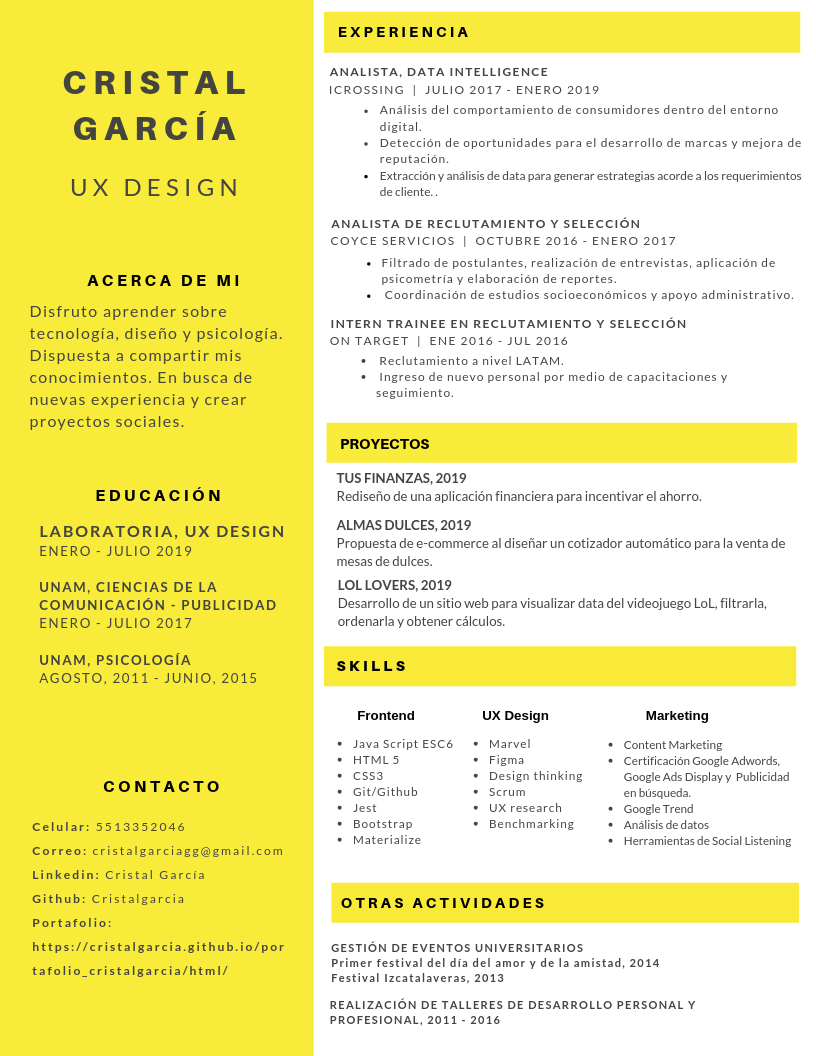 CRISTAL
GARCÍA
UX DESIGN
ACERCA DE MI
Disfruto aprender sobre
tecnología, diseño y psicología.
Dispuesta a compartir mis
conocimientos. En busca de
nuevas experiencia y crear
proyectos sociales.
EDUCACIÓN
LABORATORIA, UX DESIGN
ENERO - JULIO 2019
UNAM, CIENCIAS DE LA
COMUNICACIÓN - PUBLICIDAD
ENERO - JULIO 2017
UNAM, PSICOLOGÍA
AGOSTO, 2011 - JUNIO, 2015
CONTACTO
Celular: 5513352046
Correo: cristalgarciagg@gmail.com
Linkedin: Cristal García
Github: Cristalgarcia
Portafolio:
https://cristalgarcia.github.io/por
tafolio_cristalgarcia/html/
EXPERIENCIA
ANALISTA, DATA INTELLIGENCE
ICROSSING | JULIO 2017 - ENERO 2019
• Análisis del comportamiento de consumidores dentro del entorno
digital.
• Detección de oportunidades para el desarrollo de marcas y mejora de
reputación.
• Extracción y análisis de data para generar estrategias acorde a los requerimientos
de cliente. .
ANALISTA DE RECLUTAMIENTO Y SELECCIÓN
COYCE SERVICIOS | OCTUBRE 2016 - ENERO 2017
• Filtrado de postulantes, realización de entrevistas, aplicación de
psicometría y elaboración de reportes.
• Coordinación de estudios socioeconómicos y apoyo administrativo.
INTERN TRAINEE EN RECLUTAMIENTO Y SELECCIÓN
ON TARGET | ENE 2016 - JUL 2016
• Reclutamiento a nivel LATAM.
• Ingreso de nuevo personal por medio de capacitaciones y
seguimiento.
PROYECTOS
TUS FINANZAS, 2019
Rediseño de una aplicación financiera para incentivar el ahorro.
ALMAS DULCES, 2019
Propuesta de e-commerce al diseñar un cotizador automático para la venta de
mesas de dulces.
LOL LOVERS, 2019
Desarrollo de un sitio web para visualizar data del videojuego LoL, filtrarla,
ordenarla y obtener cálculos.
SKILLS
Frontend
• Java Script ESC6
• HTML 5
• CSS3
• Git/Github
• Jest
• Bootstrap
• Materialize
UX Design
• Marvel
• Figma
• Design thinking
• Scrum
• UX research
• Benchmarking
Marketing
• Content Marketing
• Certificación Google Adwords,
Google Ads Display y Publicidad
en búsqueda.
• Google Trend
• Análisis de datos
• Herramientas de Social Listening
OTRAS ACTIVIDADES
GESTIÓN DE EVENTOS UNIVERSITARIOS
Primer festival del día del amor y de la amistad, 2014
Festival Izcatalaveras, 2013
REALIZACIÓN DE TALLERES DE DESARROLLO PERSONAL Y
PROFESIONAL, 2011 - 2016